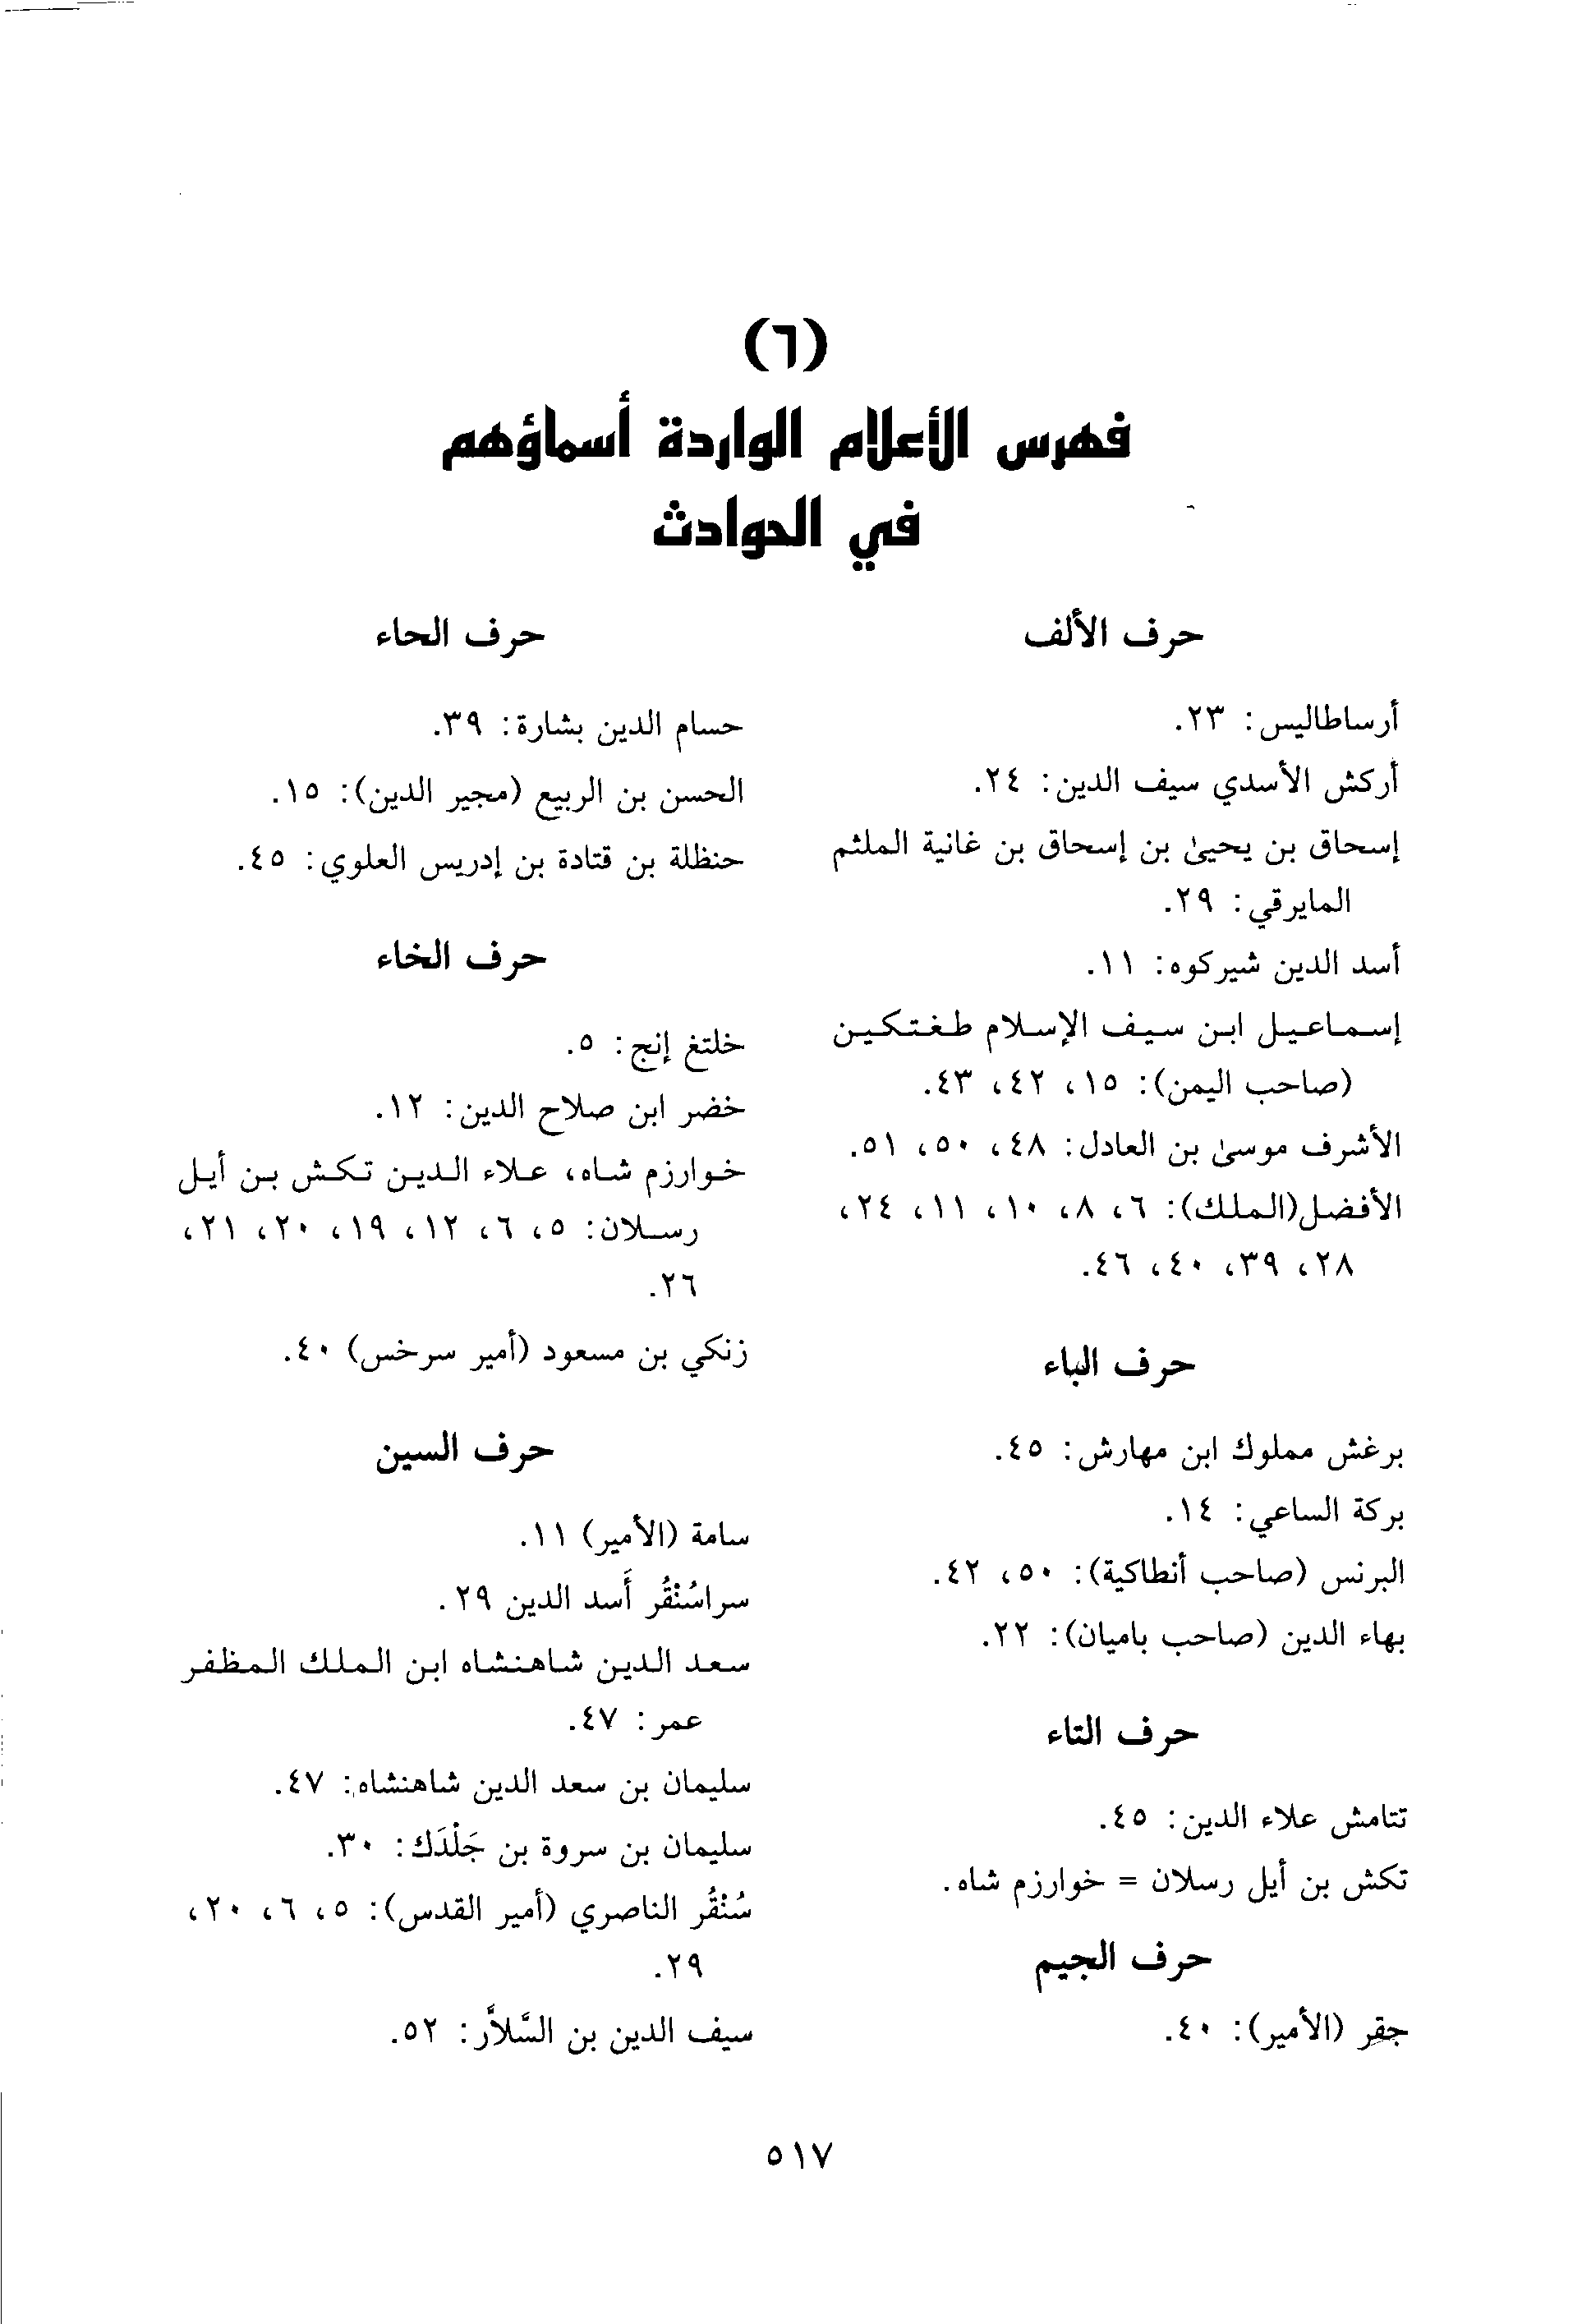 (٦)
فهرس الأعلام الواردة أسماؤهم
في الحوادث
حرف الألف
أرساطاليس: ٢٣.
أركش الأسدي سيف الدين: ٢٤.
إسحاق بن يحيىٰ بن إسحاق بن غانية الملثم
المايرقي: ٢٩.
أسد الدين شيركوه: ١١.
إسماعيل ابن سيف الإسلام طغتكين
(صاحب اليمن): ١٥، ٤٢، ٤٣.
الأشرف موسىٰ بن العادل: ٤٨، ٥٠، ٥١.
الأفضل(الملك): ٦، ٨، ١٠، ١١، ٢٤،
٢٨، ٣٩، ٤٠، ٤٦.
حرف الباء
برغش مملوك ابن مهارش: ٤٥.
بركة الساعي: ١٤.
البرنس (صاحب أنطاكية): ٥٠، ٤٢.
بهاء الدين (صاحب باميان): ٢٢.
حرف التاء
تتامش علاء الدين: ٤٥.
تكش بن أيل رسلان = خوارزم شاه.
حرف الجيم
جقر (الأمير): ٤٠.
حرف الحاء
حسام الدين بشارة: ٣٩.
الحسن بن الربيع (مجير الدين): ١٥.
حنظلة بن قتادة بن إدريس العلوي: ٤٥.
حرف الخاء
خلتغ إنج: ٥.
خضر ابن صلاح الدين: ١٢.
خوارزم شاه، علاء الدين تكش بن أيل
رسلان: ٥، ٦، ١٢، ١٩، ٢٠، ٢١،
٢٦.
زنكي بن مسعود (أمير سرخس) ٤٠.
حرف السين
سامة (الأمير) ١١.
سراسُنْقُر أَسد الدين ٢٩.
سعد الدين شاهنشاه ابن الملك المظفر
عمر: ٤٧.
سليمان بن سعد الدين شاهنشاه: ٤٧.
سليمان بن سروة بن جَلْدَك: ٣٠.
سُنْقُر الناصري (أمير القدس): ٥، ٦، ٢٠،
٢٩.
سيف الدين بن السَّلاَّر: ٥٢.
٥١٧